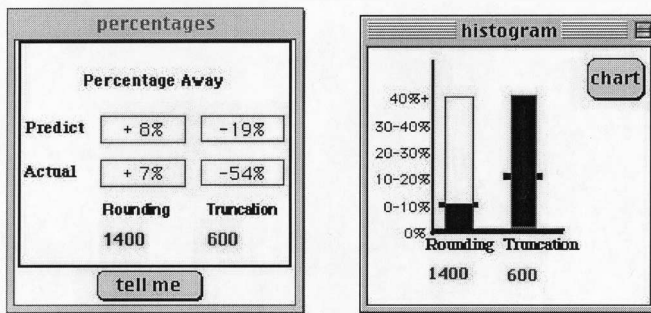 percentages
Percentage Away
Predict + 8% -19%
Actual + 7% -54%
Rounding Truncation
1400 600
tell me
histogram
chart
40%+
30-40%
20-30%
10-20%
0-10%
0%
Rounding Truncation
1400 600